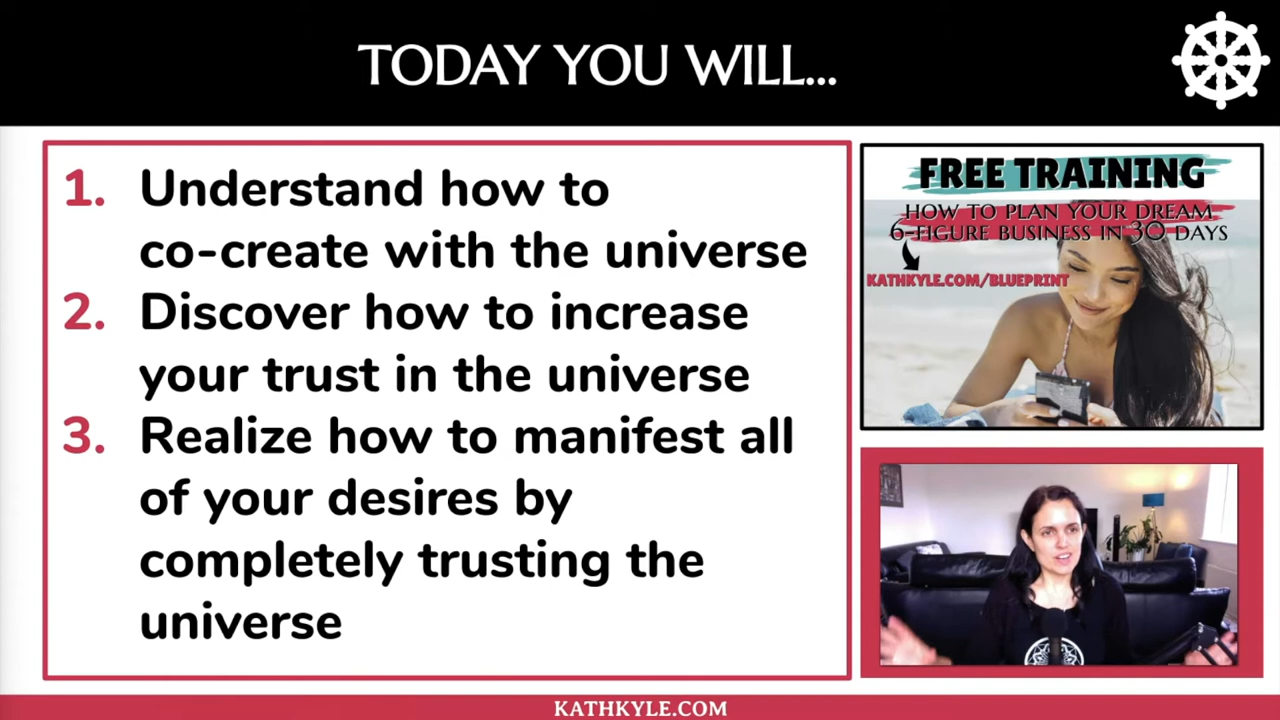 TODAY YOU WILL...
1. Understand how to
co-create with the universe
2. Discover how to increase
your trust in the universe
3. Realize how to manifest all
of your desires by
completely trusting the
universe
FREE TRAINING
HOW TO PLAN YOUR DREAM
6-FIGURE BUSINESS IN 30 DAYS
KATHKYLE.COM/BLUEPRINT
KATHKYLE.COM